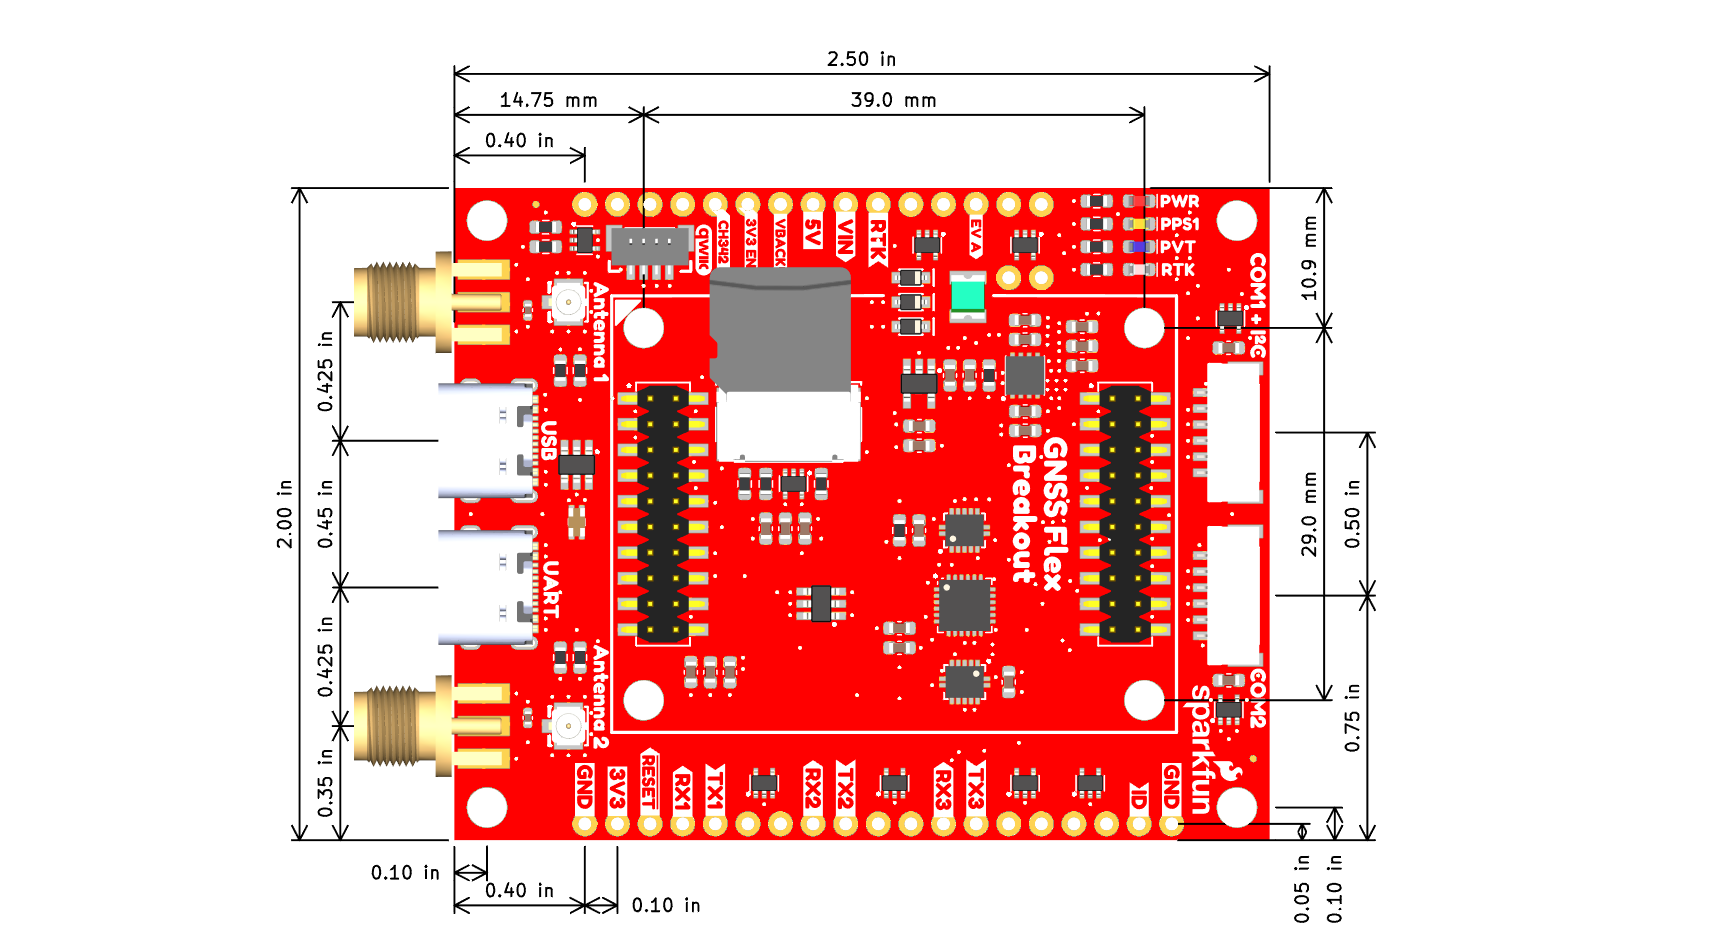 2.50 in
14.75 mm
39.0 mm
0.40 in
PWR
PPS1
PVT
RTK
QWIIC
CH342
3V3 EN
VBACK
5V
VIN
RTK
EV A
COM1 + I2C
10.9 mm
Antenna 1
0.425 in
USB
GNSS Flex
Breakout
2.00 in
0.45 in
29.0 mm
0.50 in
UART
0.425 in
Antenna 2
COM2
sparkfun
0.75 in
0.35 in
GND
3V3
RESET
RX1
TX1
RX2
TX2
RX3
TX3
ID
GND
0.10 in
0.40 in
0.10 in
0.05 in
0.10 in